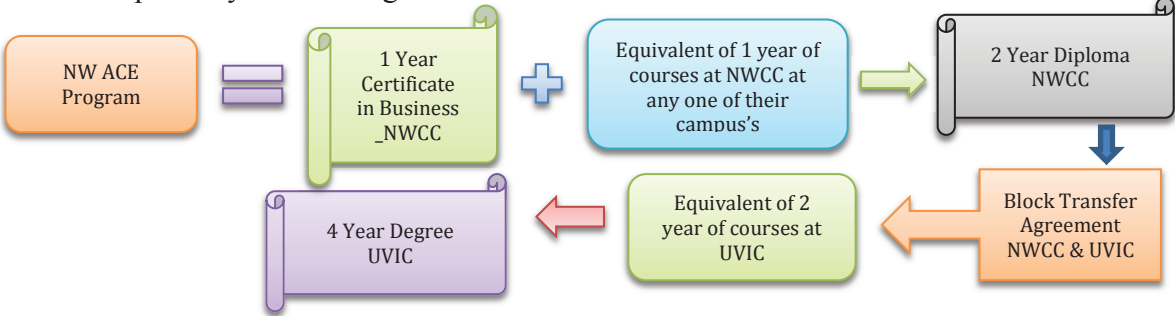 NW ACE
Program
1 Year
Certificate
in Business
_NWCC
Equivalent of 1 year of
courses at NWCC at
any one of their
campus's
2 Year Diploma
NWCC
Block Transfer
Agreement
NWCC & UVIC
Equivalent of 2
year of courses at
UVIC
4 Year Degree
UVIC